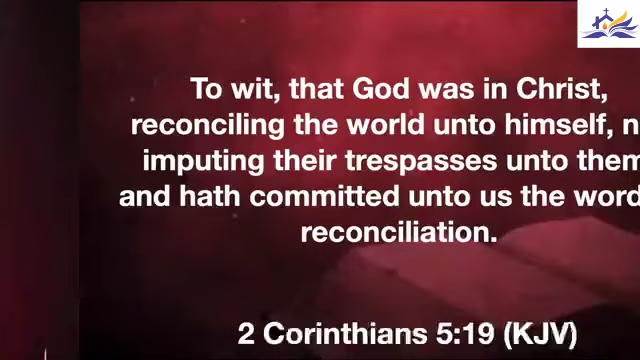 To wit, that God was in Christ,
reconciling the world unto himself, n
imputing their trespasses unto them
and hath committed unto us the word
reconciliation.
2 Corinthians 5:19 (KJV)